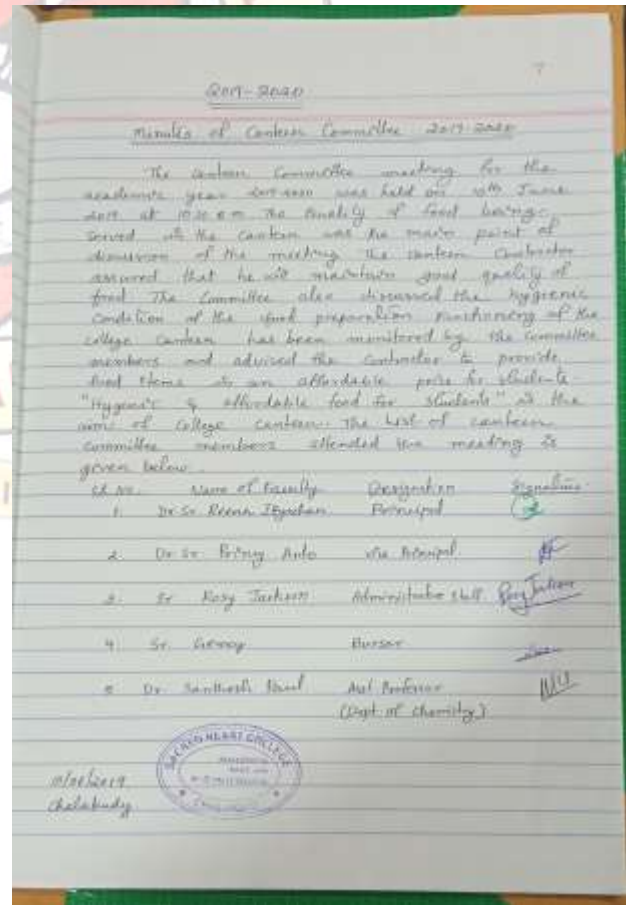 7
2019-2020
Minutes of Canteen Committee 2019-2020
The canteen Committee meeting for the
academic year 2019-2020 was held on 10th June
2019 at 10.30 a.m. The quality of food being
served at the canteen was the main point of
discussion of the meeting. The canteen Contractor
assured that he will maintain good quality of
food. The Committee also discussed the hygienic
condition of the food preparation. Functioning of the
college canteen has been monitored by the committee
members and advised the contractor to provide
food items at an affordable price for students.
"Hygienic & affordable food for students" is the
aim of college canteen. The list of canteen
committee members attended the meeting is
given below.
Sl. No. Name of Faculty Designation Signature
1. Dr. Sr. Reena Principal
2. Dr. Sr. Anto Vice Principal
3. Sr. Rosy Administrative staff Rosy
4. Sr. Bursar
5. Dr. Santhosh Asst Professor
(Dept of Chemistry)
SACRED HEART COLLEGE
10/06/2019
Chalakudy